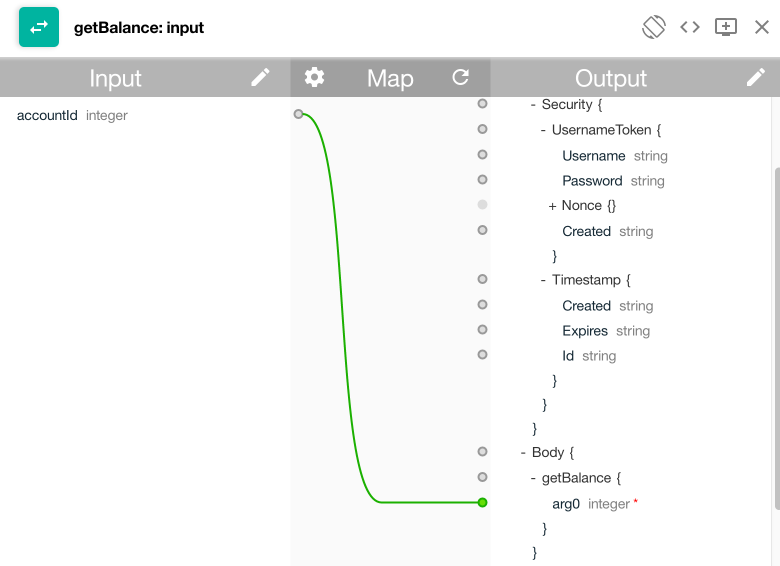 getBalance: input
Input
Map
Output
accountId integer
- Security {
- UsernameToken {
Username string
Password string
+ Nonce {}
Created string
}
- Timestamp {
Created string
Expires string
Id string
}
}
}
- Body {
- getBalance {
arg0 integer *
}
}